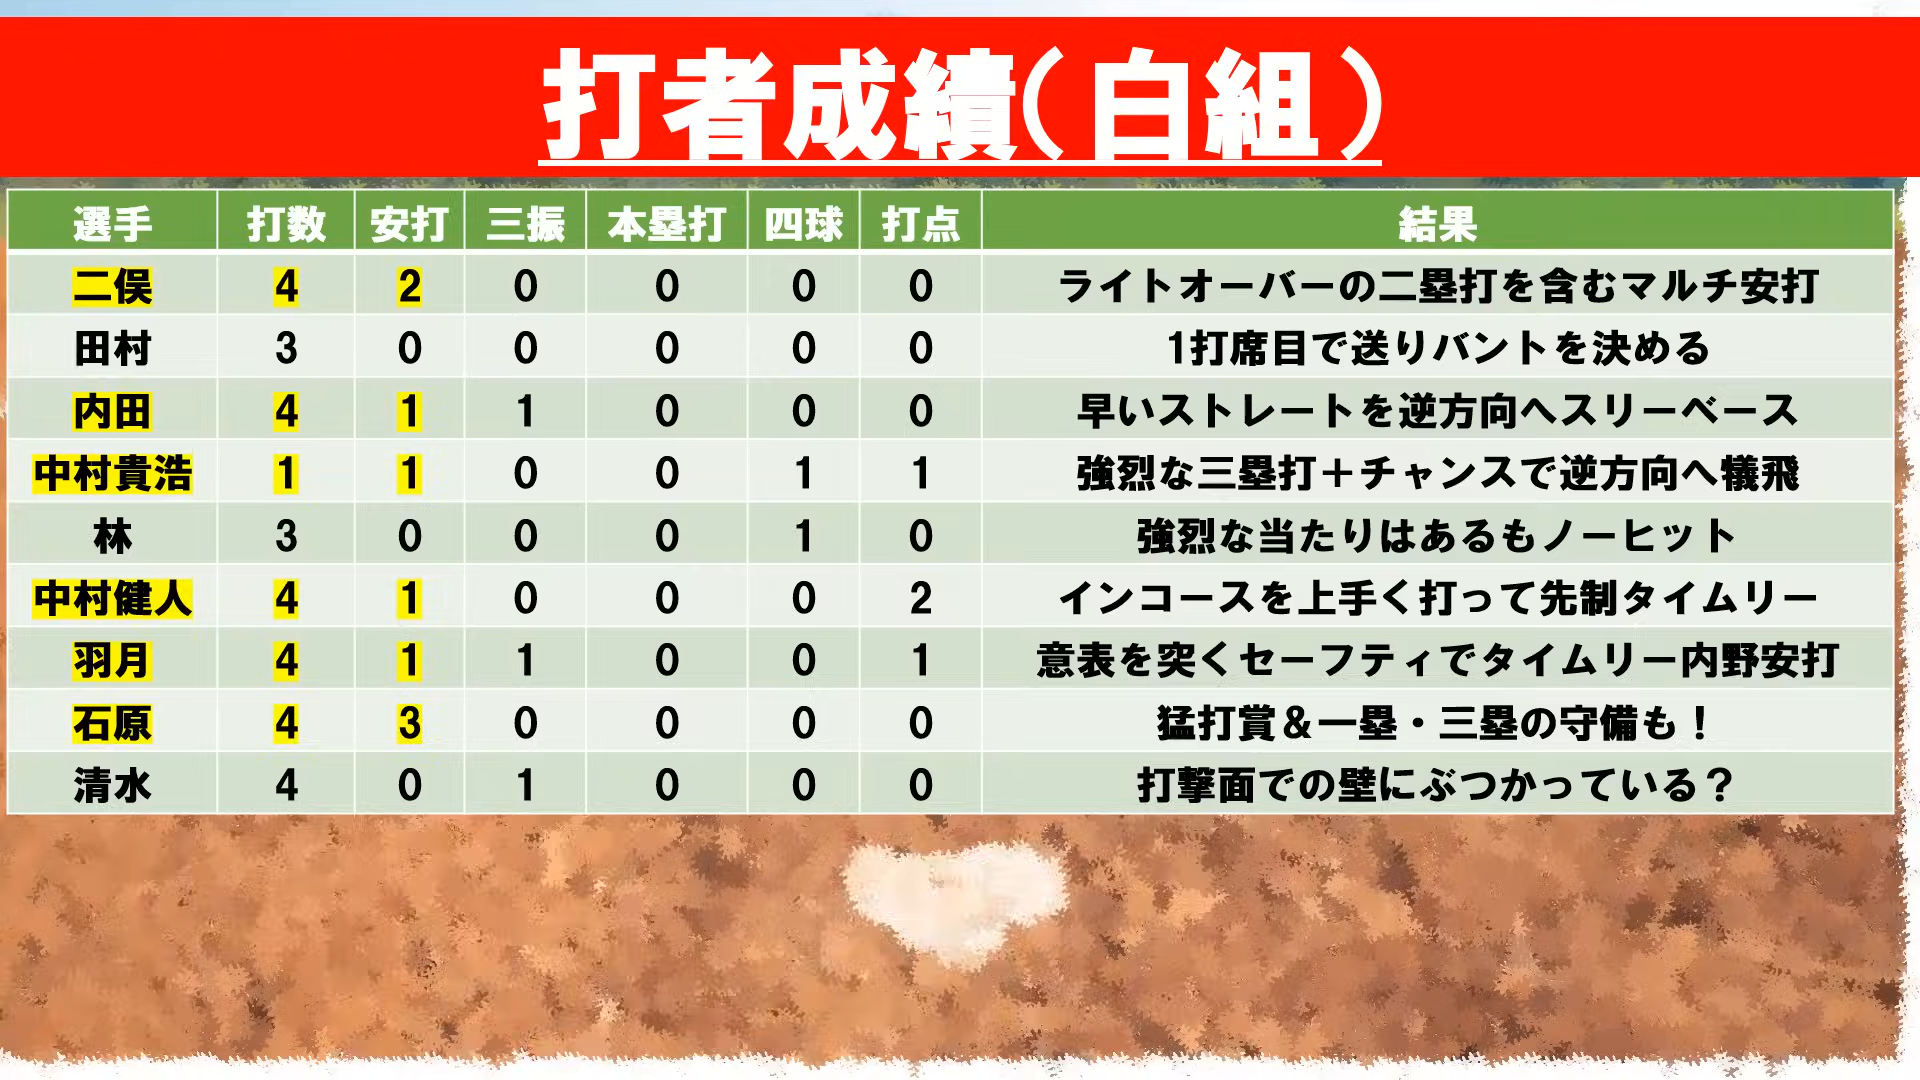 打者成績(白組)
選手 打数 安打 三振 本塁打 四球 打点 結果
二俣 4 2 0 0 0 0 ライトオーバーの二塁打を含むマルチ安打
田村 3 0 0 0 0 0 1打席目で送りバントを決める
内田 4 1 1 0 0 0 早いストレートを逆方向へスリーベース
中村貴浩 1 1 0 0 1 1 強烈な三塁打＋チャンスで逆方向へ犠飛
林 3 0 0 0 1 0 強烈な当たりはあるもノーヒット
中村健人 4 1 0 0 0 2 インコースを上手く打って先制タイムリー
羽月 4 1 1 0 0 1 意表を突くセーフティでタイムリー内野安打
石原 4 3 0 0 0 0 猛打賞＆一塁・三塁の守備も！
清水 4 0 1 0 0 0 打撃面での壁にぶつかっている？